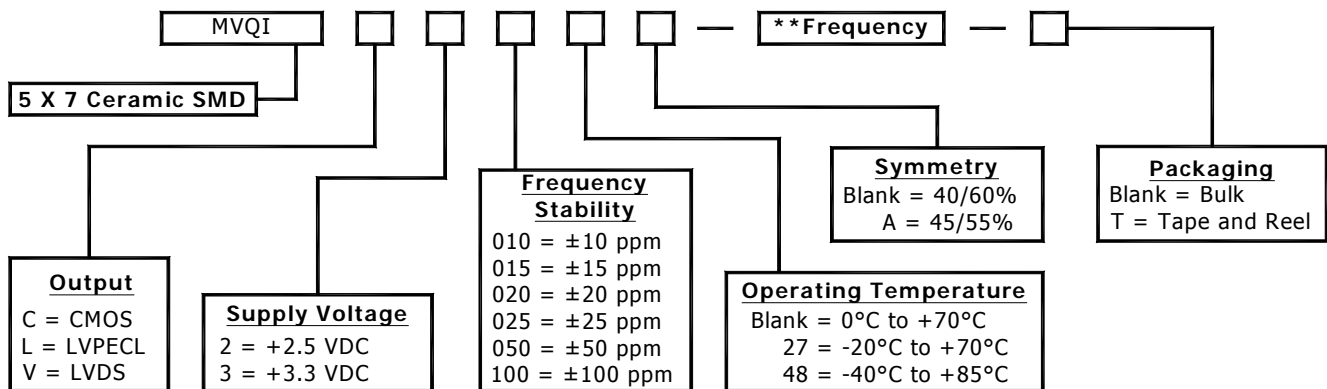 MVQI
**Frequency
5 X 7 Ceramic SMD
Output
C = CMOS
L = LVPECL
V = LVDS
Supply Voltage
2 = +2.5 VDC
3 = +3.3 VDC
Frequency
Stability
010 = ±10 ppm
015 = ±15 ppm
020 = ±20 ppm
025 = ±25 ppm
050 = ±50 ppm
100 = ±100 ppm
Operating Temperature
Blank = 0°C to +70°C
27 = -20°C to +70°C
48 = -40°C to +85°C
Symmetry
Blank = 40/60%
A = 45/55%
Packaging
Blank = Bulk
T = Tape and Reel